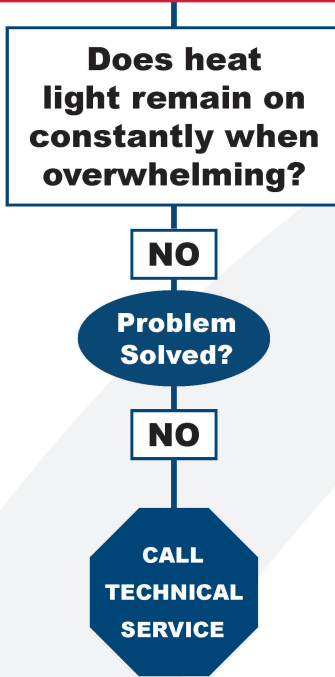 Does heat
light remain on
constantly when
overwhelming?
NO
Problem
Solved?
NO
CALL
TECHNICAL
SERVICE